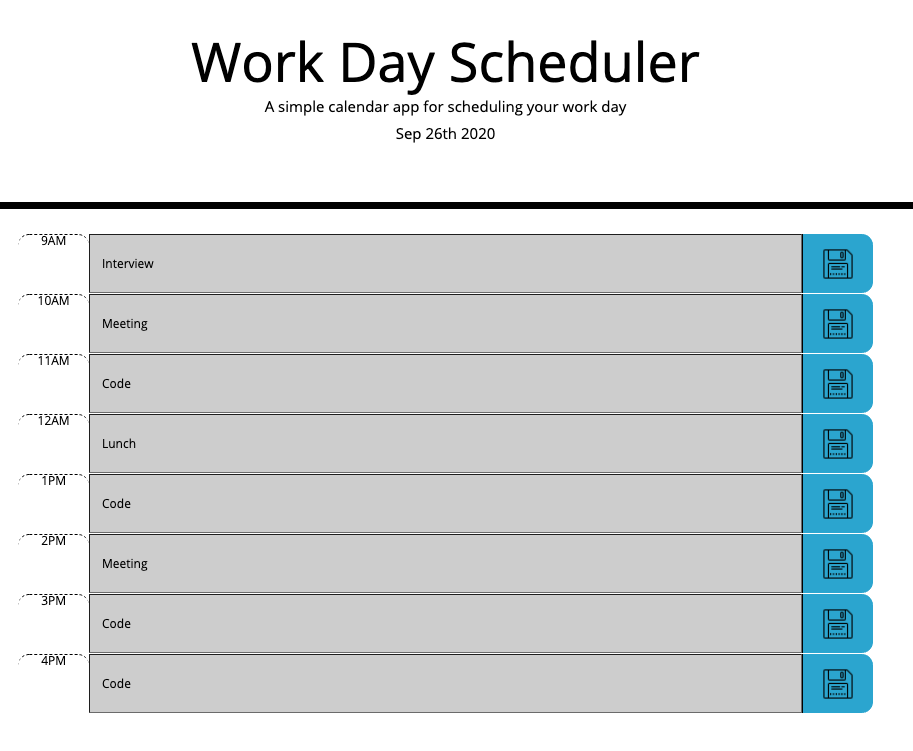 Work Day Scheduler
A simple calendar app for scheduling your work day
Sep 26th 2020
9AM
Interview
10AM
Meeting
11AM
Code
12AM
Lunch
1PM
Code
2PM
Meeting
3PM
Code
4PM
Code